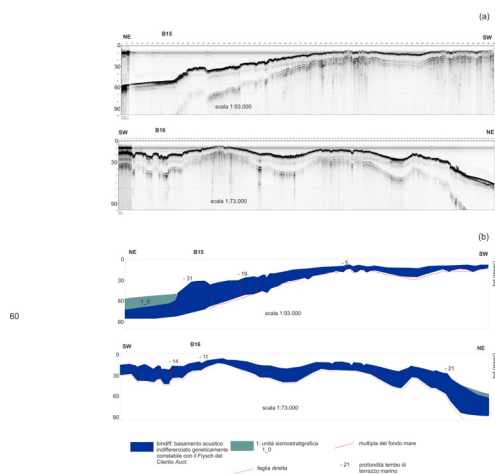 (a)
NE B15 SW
0
30
60
90
scala 1:93.000
SW B16 NE
0
30
60
90
scala 1:73.000
(b)
NE B15 SW
0
30
60
90
- 31
- 19
- 5
1_0
scala 1:93.000
60
SW B16 NE
0
30
60
90
- 14
- 11
- 21
scala 1:73.000
bindiff: basamento acustico
indifferenziato geneticamente
correlabile con il Flysch del
Cilento Auct.
1: unità sismostratigrafica
1_0
multipla del fondo mare
faglia diretta
- 21 profondità lembo di
terrazzo marino